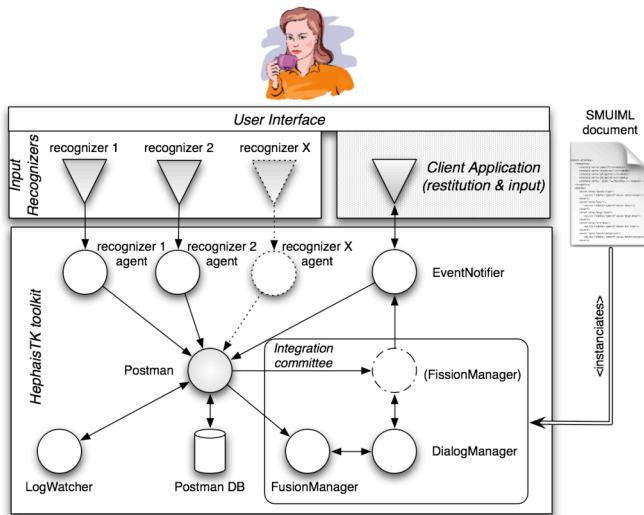 User Interface
SMUIML
document
Input
Recognizers
recognizer 1
recognizer 2
recognizer X
Client Application
(restitution & input)
HephaisTK toolkit
recognizer 1
agent
recognizer 2
agent
recognizer X
agent
EventNotifier
<instanciates>
Postman
Integration
committee
(FissionManager)
DialogManager
LogWatcher
Postman DB
FusionManager